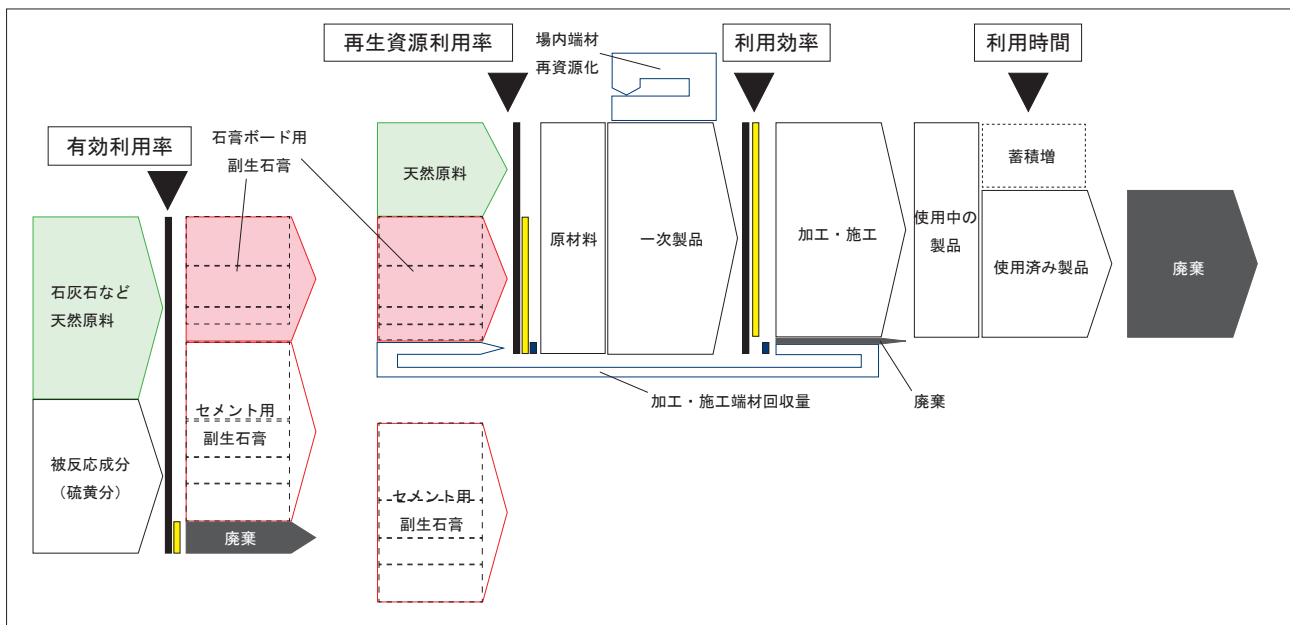 有効利用率
石灰石など
天然原料
被反応成分
(硫黄分)
石膏ボード用
副生石膏
セメント用
副生石膏
廃棄
再生資源利用率
天然原料
セメント用
副生石膏
場内端材
再資源化
原材料
一次製品
加工・施工端材回収量
利用効率
加工・施工
廃棄
利用時間
使用中の
製品
蓄積増
使用済み製品
廃棄